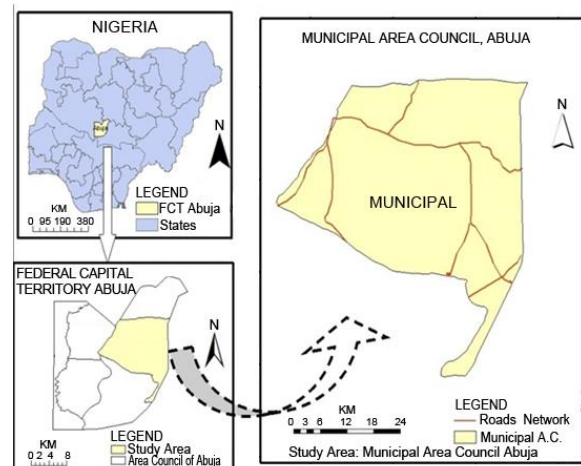 NIGERIA
Abuja
N
KM
0 95 190 380
LEGEND
FCT Abuja
States
FEDERAL CAPITAL
TERRITORY ABUJA
N
KM
0 2 4 8
LEGEND
Study Area
Area Council of Abuja
MUNICIPAL AREA COUNCIL, ABUJA
N
MUNICIPAL
KM
0 3 6 12 18 24
LEGEND
Roads Network
Municipal A.C.
Study Area: Municipal Area Council Abuja